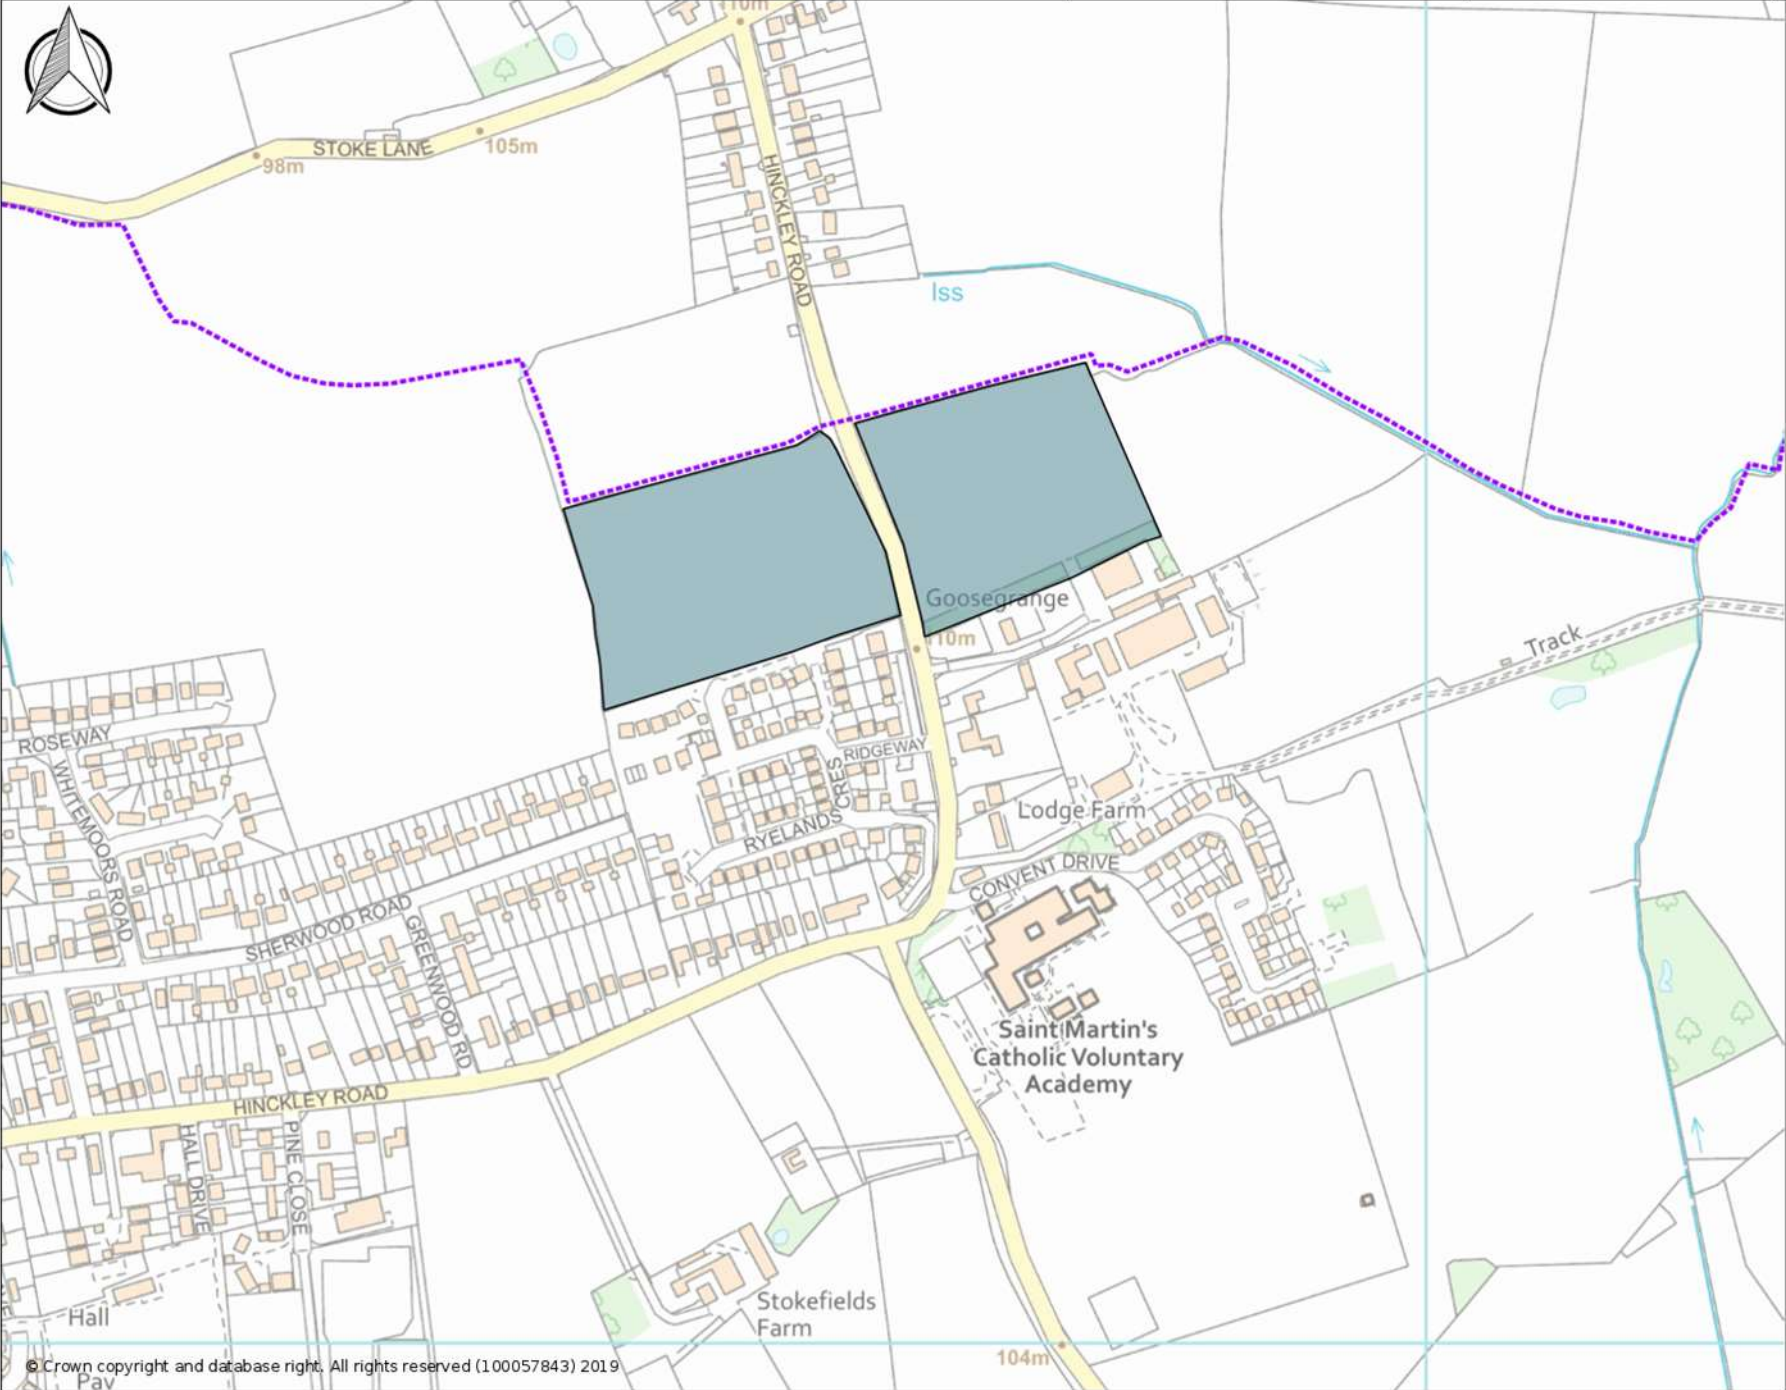 110m
STOKE LANE
105m
98m
HINCKLEY ROAD
Iss
Goosegrange
110m
Track
ROSEWAY
WHITEMOORS ROAD
RIDGEWAY
RYELANDS CRES
Lodge Farm
CONVENT DRIVE
SHERWOOD ROAD
GREENWOOD RD
Saint Martin's
Catholic Voluntary
Academy
HINCKLEY ROAD
HALL DRIVE
PINE CLOSE
Stokefields
Farm
Hall
104m
© Crown copyright and database right. All rights reserved (100057843) 2019
Pav